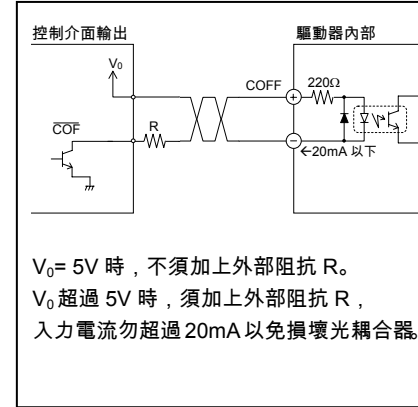 控制介面輸出
驅動器內部
V₀
COFF
220Ω
COF
R
←20mA 以下
V₀= 5V 時，不須加上外部阻抗 R。
V₀ 超過 5V 時，須加上外部阻抗 R，
入力電流勿超過 20mA 以免損壞光耦合器。